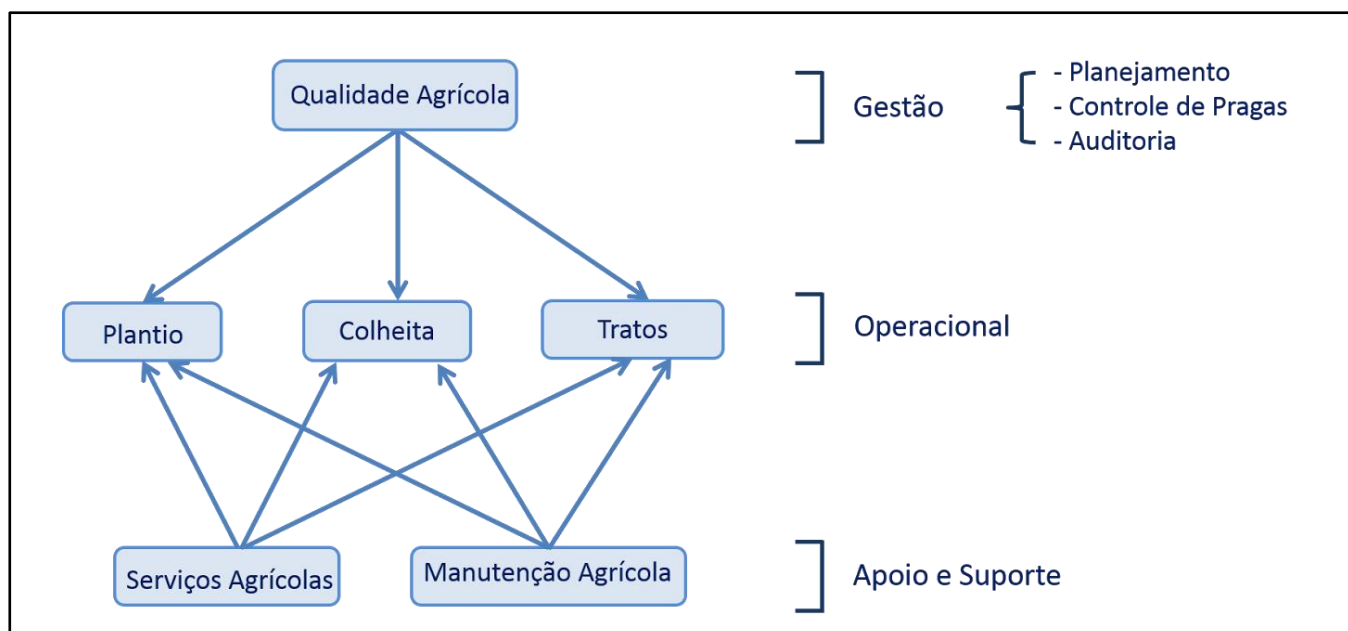 Qualidade Agrícola
Gestão
- Planejamento
- Controle de Pragas
- Auditoria
Plantio
Colheita
Tratos
Operacional
Serviços Agrícolas
Manutenção Agrícola
Apoio e Suporte